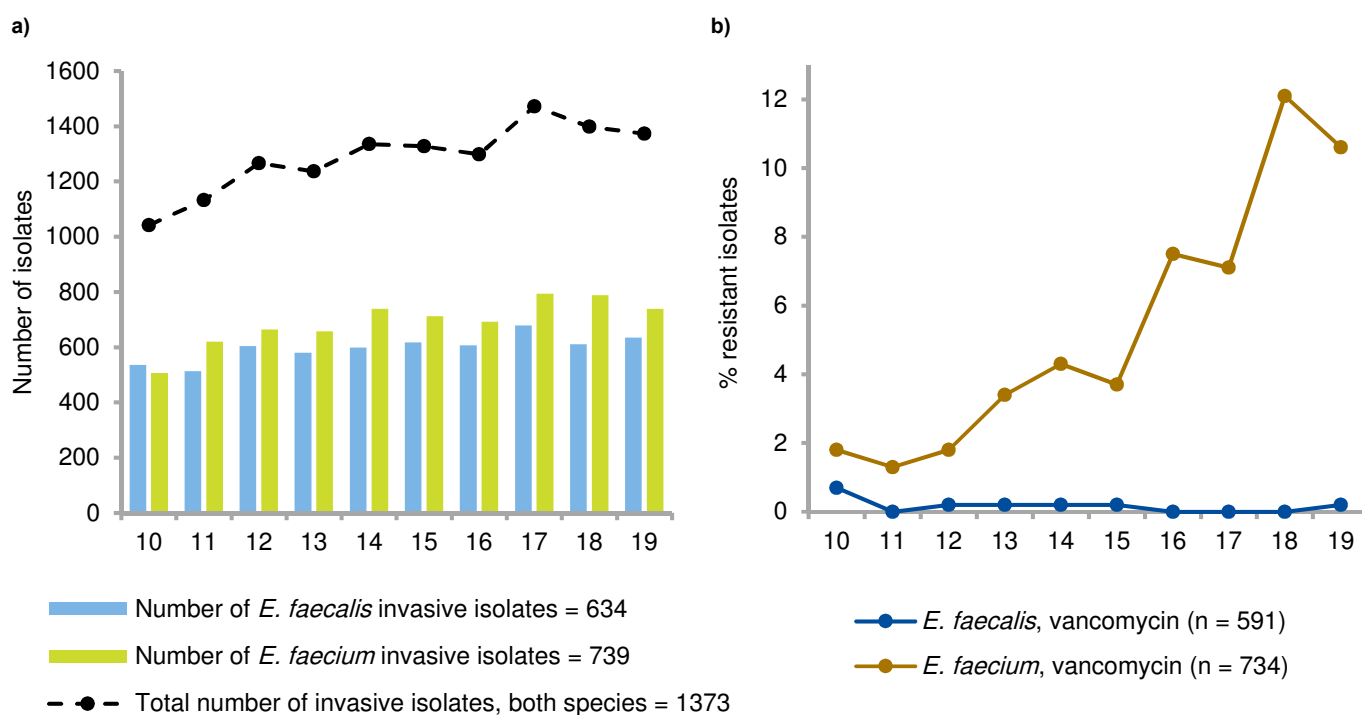 a)
Number of isolates
1600
1400
1200
1000
800
600
400
200
0
10 11 12 13 14 15 16 17 18 19
Number of E. faecalis invasive isolates = 634
Number of E. faecium invasive isolates = 739
Total number of invasive isolates, both species = 1373
b)
% resistant isolates
12
10
8
6
4
2
0
10 11 12 13 14 15 16 17 18 19
E. faecalis, vancomycin (n = 591)
E. faecium, vancomycin (n = 734)